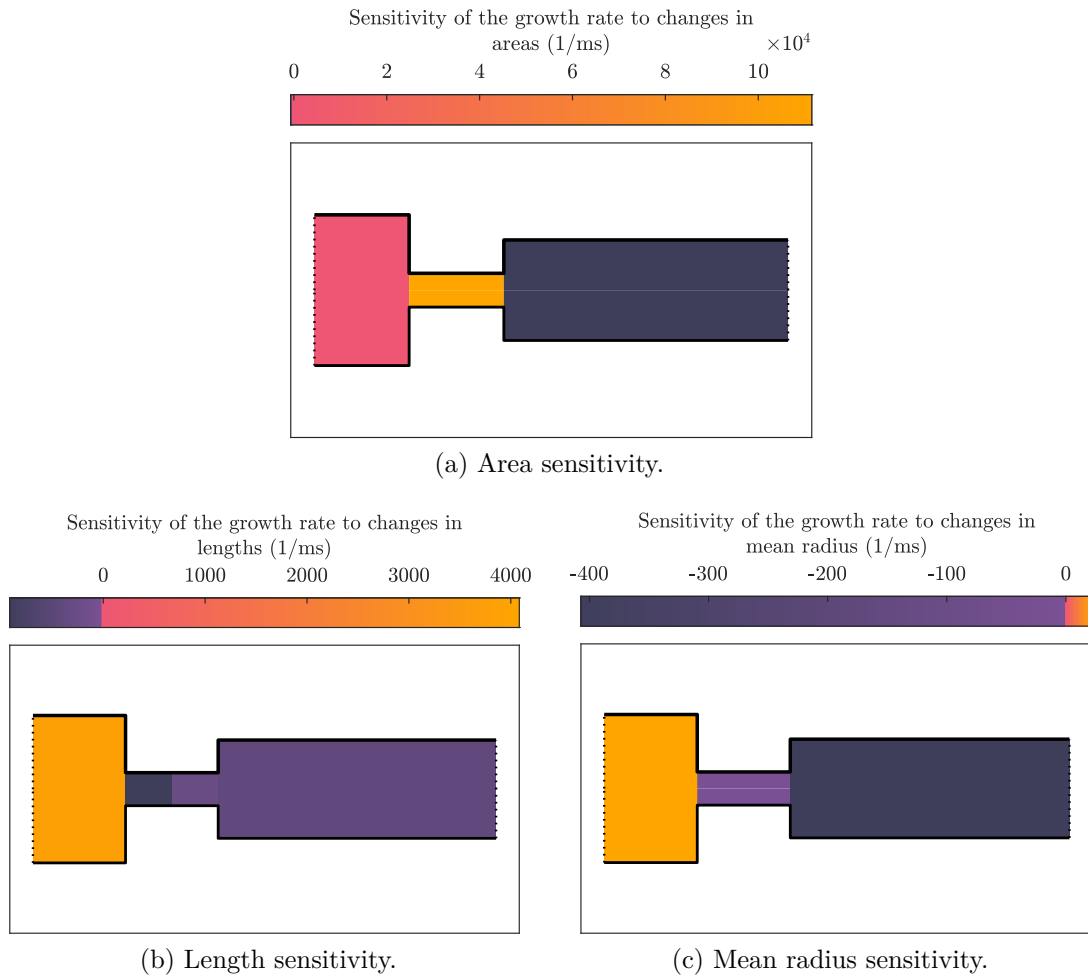 Sensitivity of the growth rate to changes in
areas (1/ms)
×10⁴
0 2 4 6 8 10
(a) Area sensitivity.
Sensitivity of the growth rate to changes in
lengths (1/ms)
0 1000 2000 3000 4000
(b) Length sensitivity.
Sensitivity of the growth rate to changes in
mean radius (1/ms)
-400 -300 -200 -100 0
(c) Mean radius sensitivity.